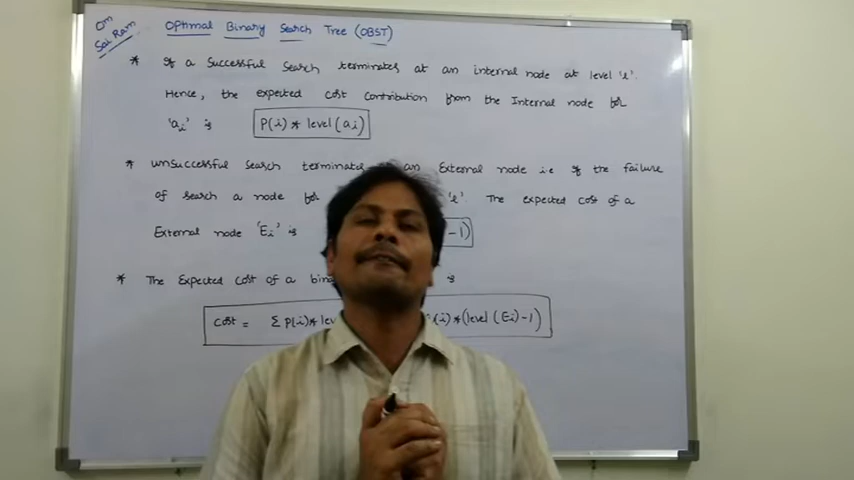 Om
Sai Ram
Optimal Binary Search Tree (OBST)
* If a Successful Search terminates at an internal node at level 'l'.
Hence, the expected cost Contribution from the Internal node for
'ai' is P(i)* level(ai)
* unsuccessful search terminates an External node i.e if the failure
of search a node for 'l' The expected cost of a
External node 'Ei' is -1)
* The Expected cost of a is
Cost = Σ P(i)* (i)*(level (Ei)-1)